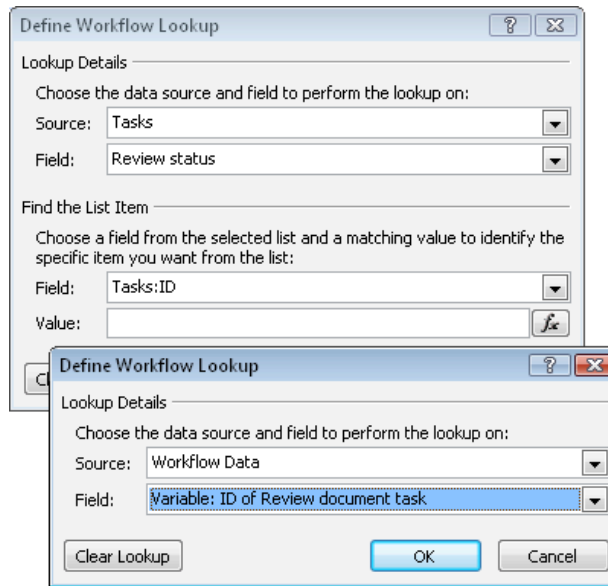 Define Workflow Lookup
Lookup Details
Choose the data source and field to perform the lookup on:
Source: Tasks
Field: Review status
Find the List Item
Choose a field from the selected list and a matching value to identify the
specific item you want from the list:
Field: Tasks:ID
Value: fx
Cl
Define Workflow Lookup
Lookup Details
Choose the data source and field to perform the lookup on:
Source: Workflow Data
Field: Variable: ID of Review document task
Clear Lookup OK Cancel